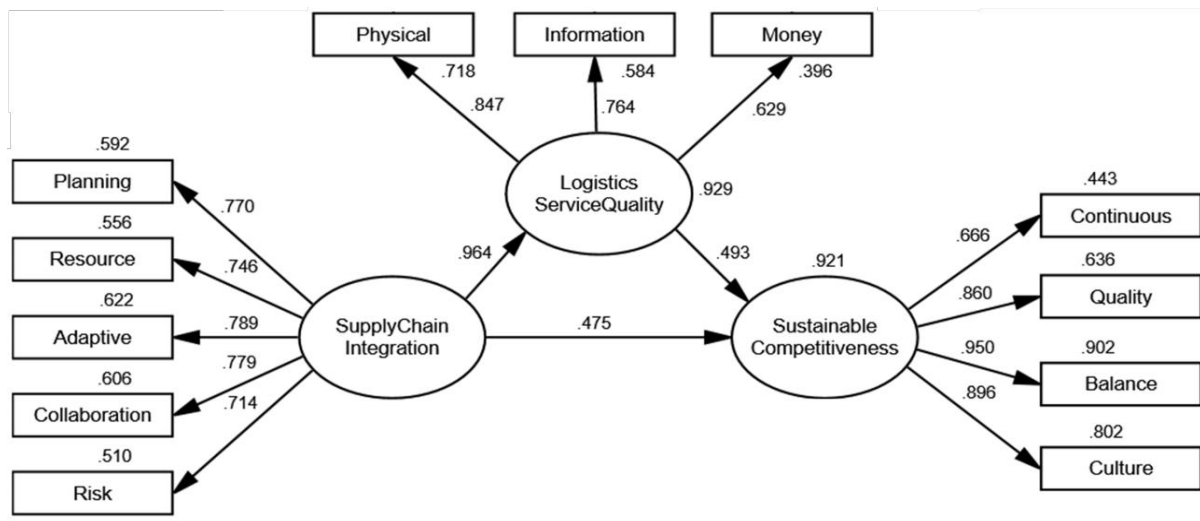 Physical
Information
Money
.718
.584
.396
.847
.764
.629
.592
Planning
.770
.556
Resource
.746
.622
Adaptive
.789
.606
Collaboration
.779
.510
Risk
.714
SupplyChain
Integration
.964
Logistics
ServiceQuality
.929
.493
.475
.921
Sustainable
Competitiveness
.666
.443
Continuous
.860
.636
Quality
.950
.902
Balance
.896
.802
Culture